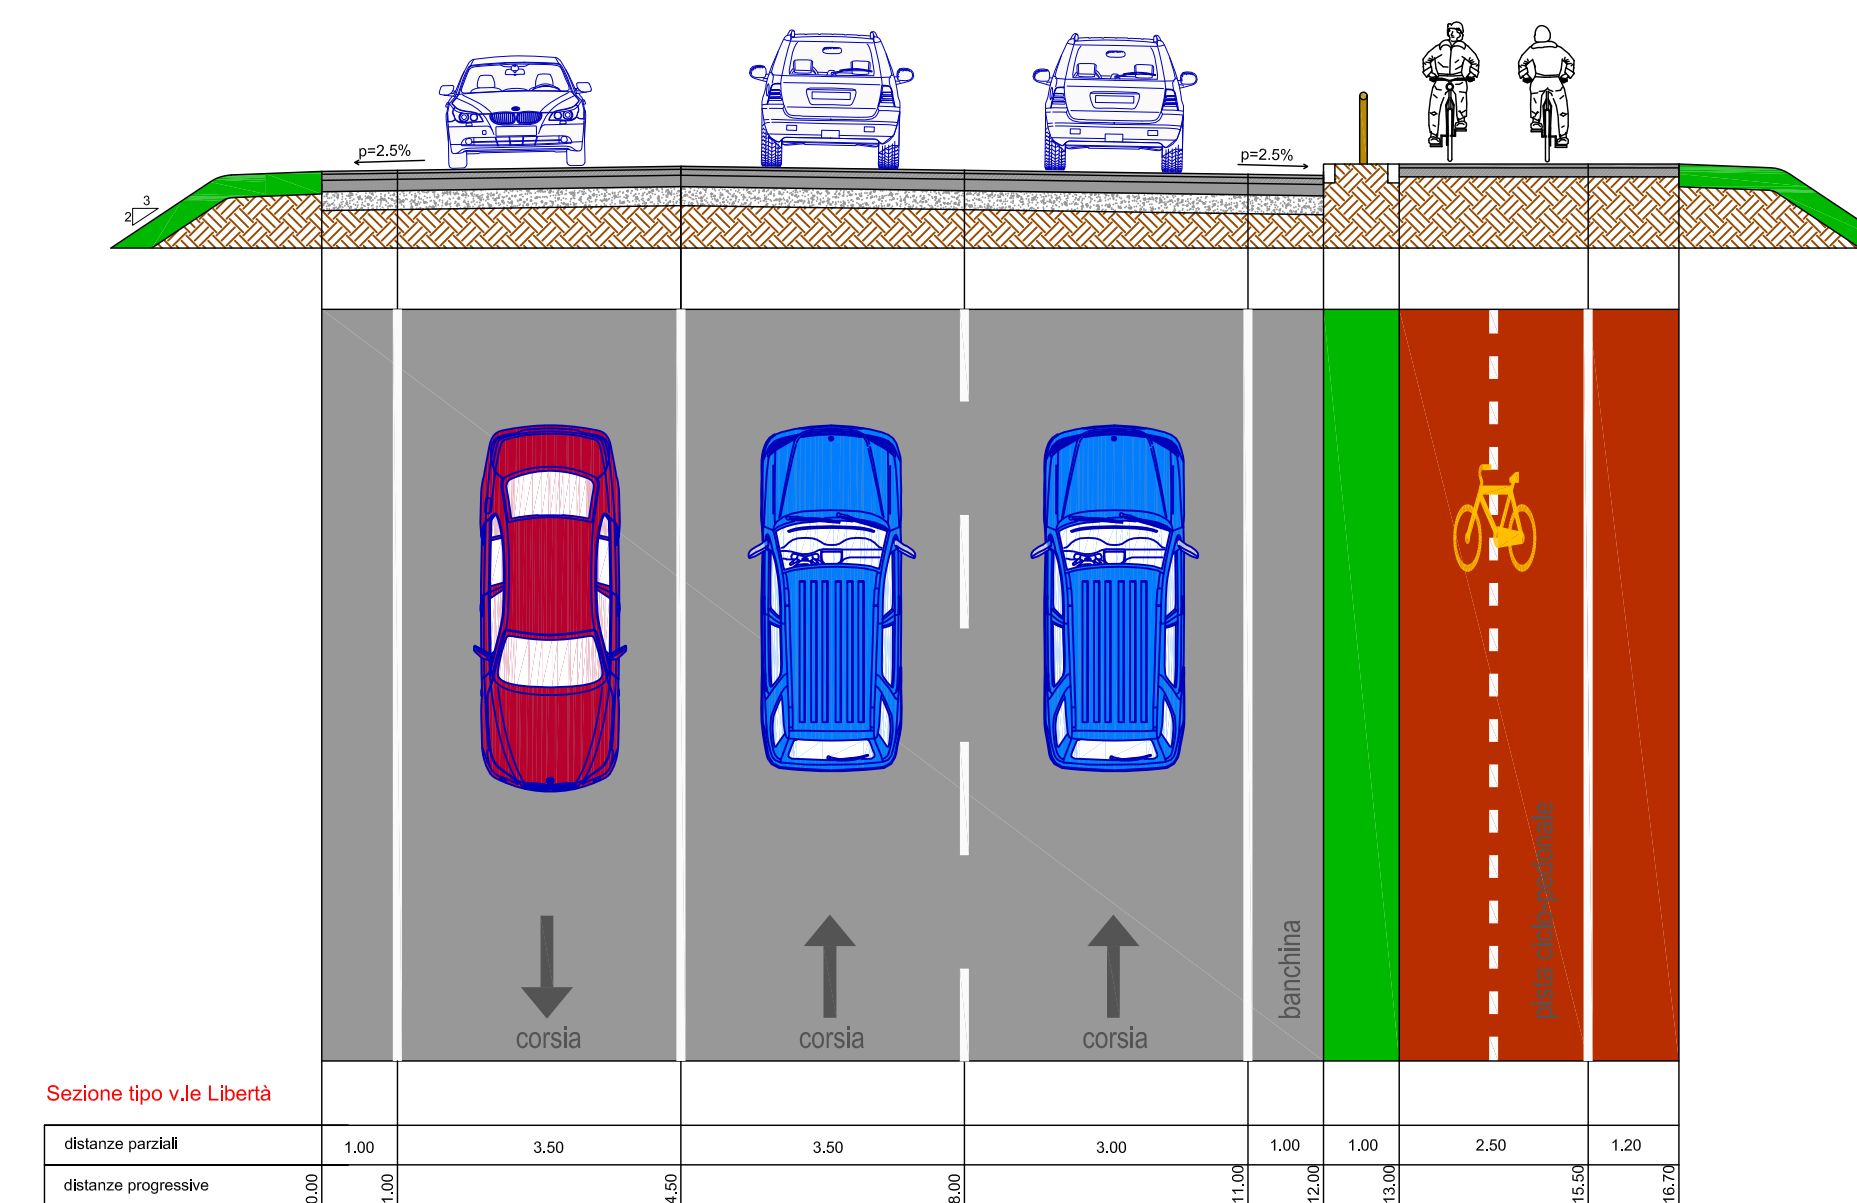 p=2.5%
p=2.5%
3
2
pista ciclo-pedonale
banchina
corsia
corsia
corsia
Sezione tipo v.le Libertà
distanze parziali 1.00 3.50 3.50 3.00 1.00 1.00 2.50 1.20
distanze progressive 0.00 1.00 4.50 8.00 11.00 12.00 13.00 15.50 16.70